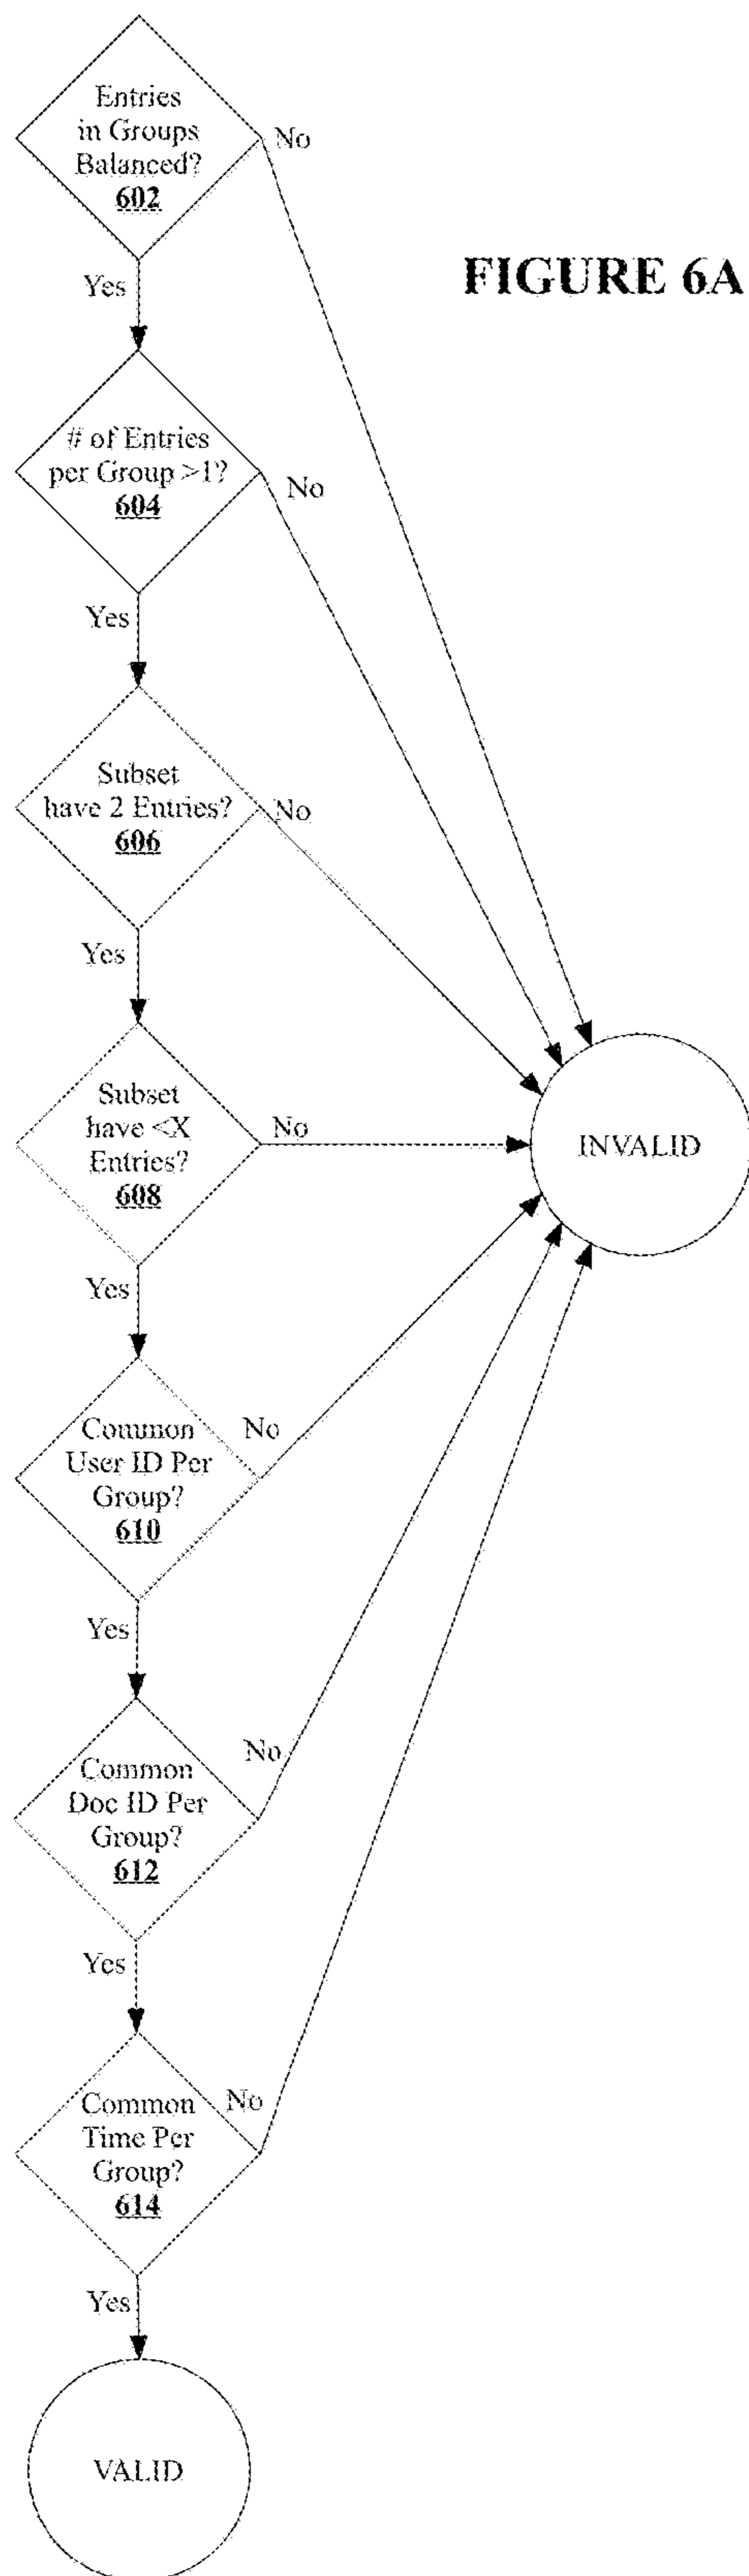 Entries
in Groups
Balanced?
602
No
FIGURE 6A
Yes
# of Entries
per Group >1?
604
No
Yes
Subset
have 2 Entries?
606
No
Yes
Subset
have <X
Entries?
608
No
INVALID
Yes
Common
User ID Per
Group?
610
No
Yes
Common
Doc ID Per
Group?
612
No
Yes
Common
Time Per
Group?
614
No
Yes
VALID